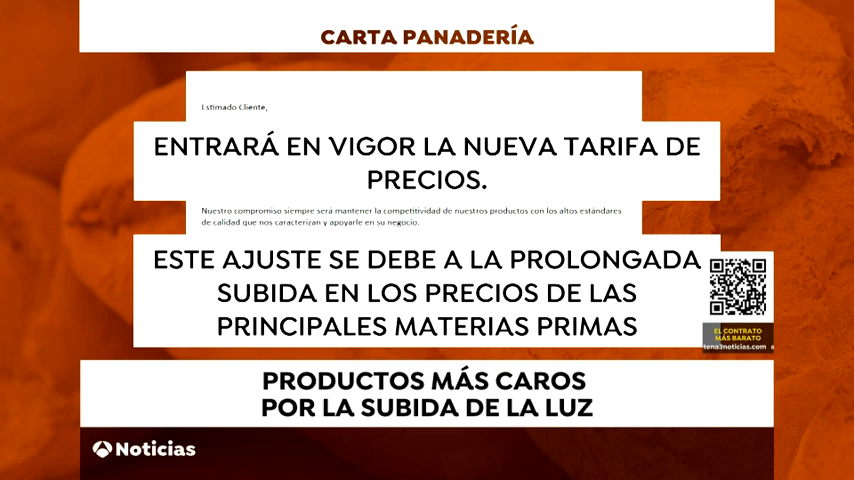 CARTA PANADERÍA
Estimado Cliente,
ENTRARÁ EN VIGOR LA NUEVA TARIFA DE
PRECIOS.
Nuestro compromiso siempre será mantener la competitividad de nuestros productos con los altos estándares
de calidad que nos caracterizan y apoyarle en su negocio.
ESTE AJUSTE SE DEBE A LA PROLONGADA
SUBIDA EN LOS PRECIOS DE LAS
PRINCIPALES MATERIAS PRIMAS
EL CONTRATO
MÁS BARATO
tena3noticias.com a
PRODUCTOS MÁS CAROS
POR LA SUBIDA DE LA LUZ
Noticias